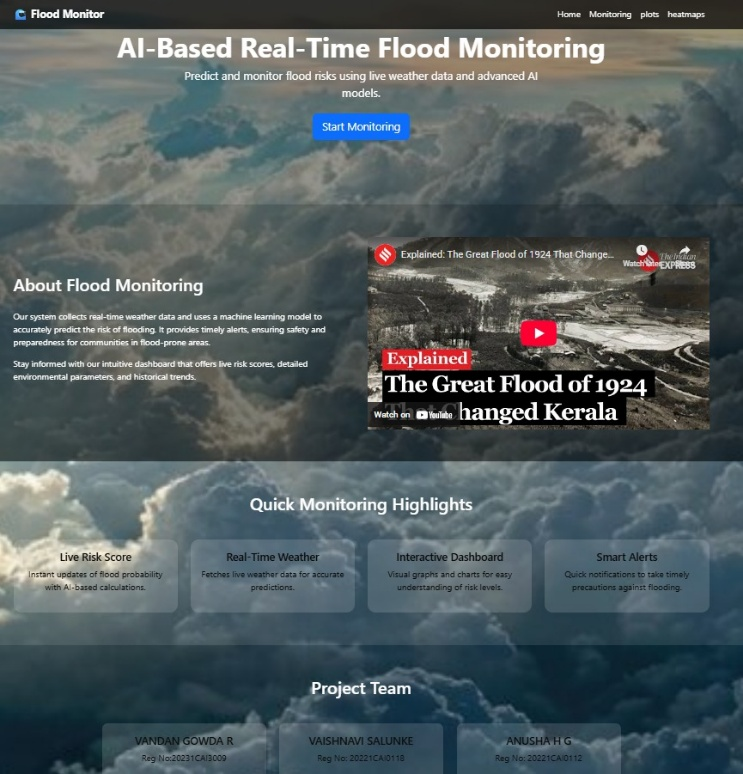 Flood Monitor
Home Monitoring plots heatmaps
AI-Based Real-Time Flood Monitoring
Predict and monitor flood risks using live weather data and advanced AI
models.
Start Monitoring
About Flood Monitoring
Our system collects real-time weather data and uses a machine learning model to
accurately predict the risk of flooding. It provides timely alerts, ensuring safety and
preparedness for communities in flood-prone areas.
Stay informed with our intuitive dashboard that offers live risk scores, detailed
environmental parameters, and historical trends.
Explained: The Great Flood of 1924 That Change...
Watch later
The Indian
EXPRESS
Explained
The Great Flood of 1924
Changed Kerala
Watch on YouTube
Quick Monitoring Highlights
Live Risk Score
Instant updates of flood probability
with AI-based calculations.
Real-Time Weather
Fetches live weather data for accurate
predictions.
Interactive Dashboard
Visual graphs and charts for easy
understanding of risk levels.
Smart Alerts
Quick notifications to take timely
precautions against flooding.
Project Team
VANDAN GOWDA R
Reg No:20231CAI3009
VAISHNAVI SALUNKE
Reg No: 20221CAI0118
ANUSHA H G
Reg No: 20221CAI0112